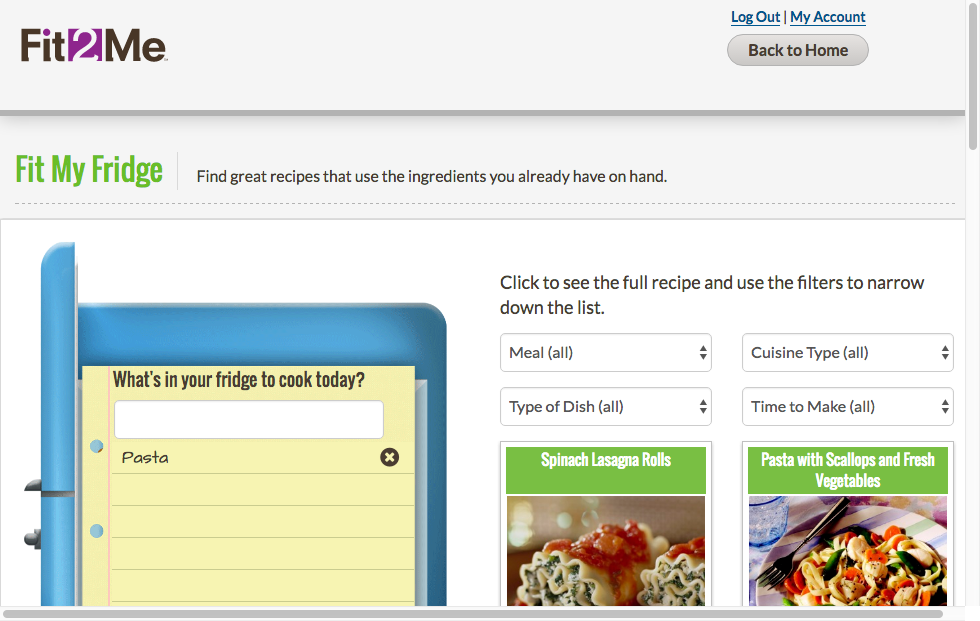 Log Out | My Account
Fit2Me
Back to Home
Fit My Fridge
Find great recipes that use the ingredients you already have on hand.
Click to see the full recipe and use the filters to narrow
down the list.
Meal (all)
Cuisine Type (all)
Type of Dish (all)
Time to Make (all)
What's in your fridge to cook today?
Pasta
Spinach Lasagna Rolls
Pasta with Scallops and Fresh
Vegetables